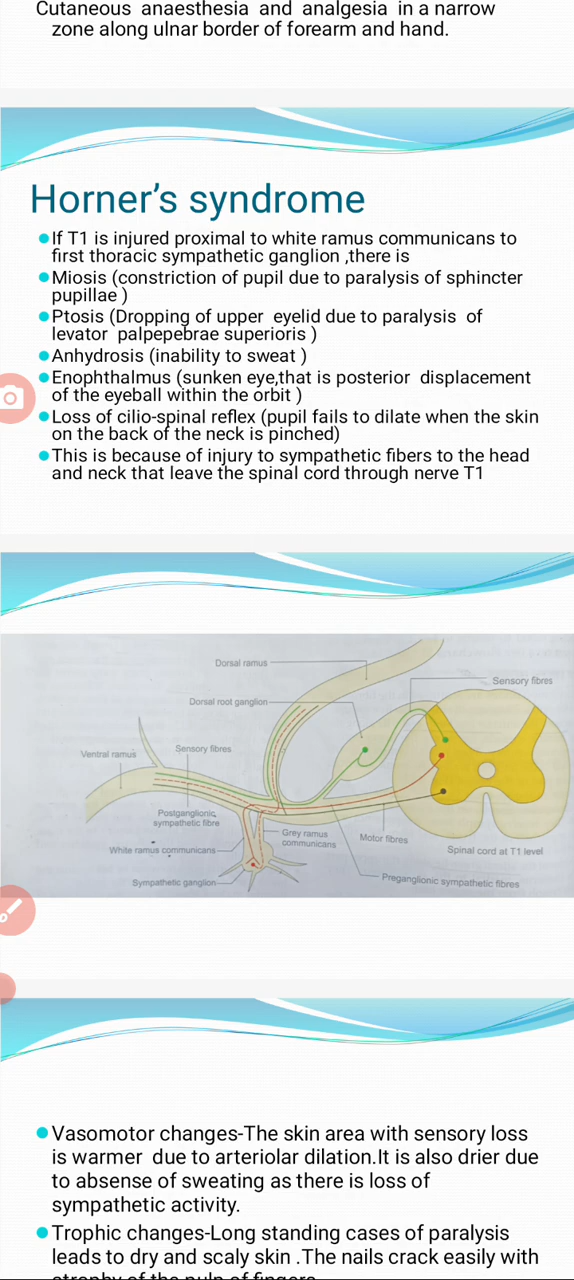 Cutaneous anaesthesia and analgesia in a narrow
zone along ulnar border of forearm and hand.
Horner's syndrome
If T1 is injured proximal to white ramus communicans to
first thoracic sympathetic ganglion ,there is
Miosis (constriction of pupil due to paralysis of sphincter
pupillae )
Ptosis (Dropping of upper eyelid due to paralysis of
levator palpepebrae superioris )
Anhydrosis (inability to sweat )
Enophthalmus (sunken eye,that is posterior displacement
of the eyeball within the orbit )
Loss of cilio-spinal reflex (pupil fails to dilate when the skin
on the back of the neck is pinched)
This is because of injury to sympathetic fibers to the head
and neck that leave the spinal cord through nerve T1
Dorsal ramus
Sensory fibres
Dorsal root ganglion
Ventral ramus
Sensory fibres
Postganglionic
sympathetic fibre
Grey ramus
communicans
Motor fibres
White ramus communicans
Spinal cord at T1 level
Sympathetic ganglion
Preganglionic sympathetic fibres
Vasomotor changes-The skin area with sensory loss
is warmer due to arteriolar dilation.It is also drier due
to absense of sweating as there is loss of
sympathetic activity.
Trophic changes-Long standing cases of paralysis
leads to dry and scaly skin .The nails crack easily with
atrophy of the pulp of fingers